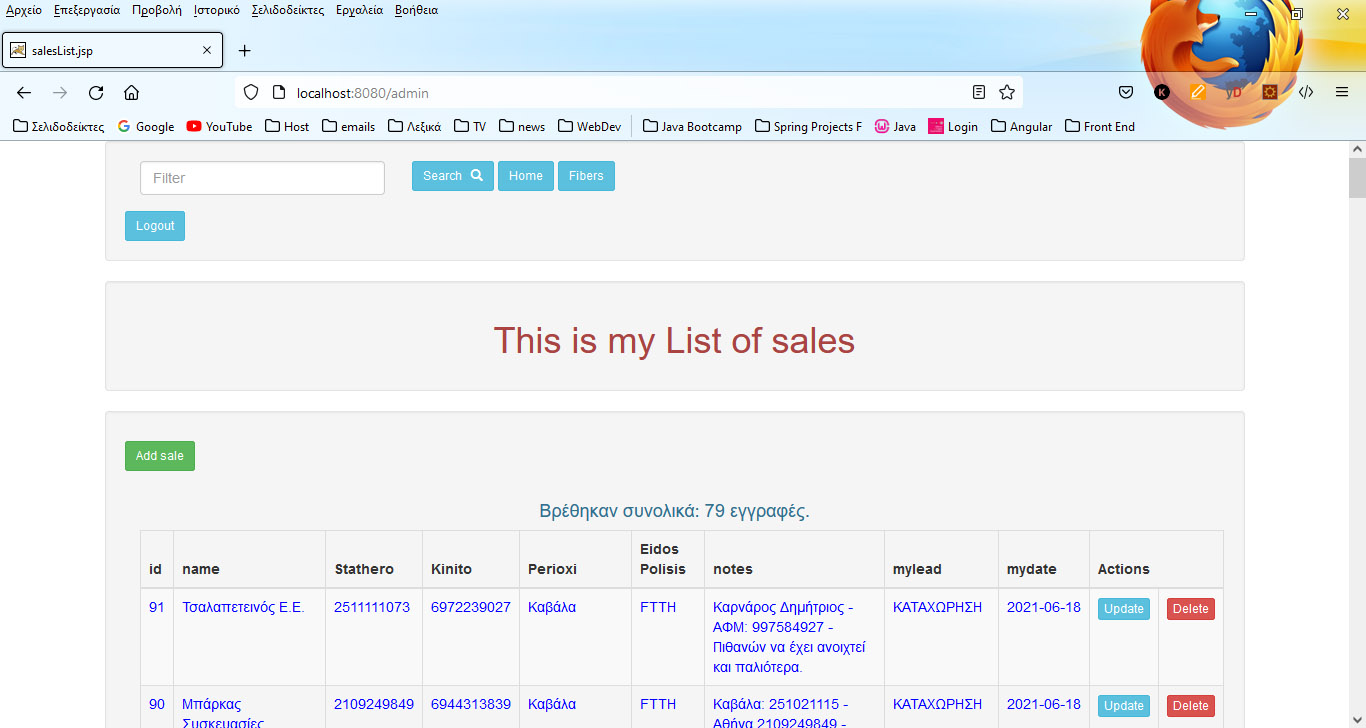 Αρχείο Επεξεργασία Προβολή Ιστορικό Σελιδοδείκτες Εργαλεία Βοήθεια
salesList.jsp
localhost:8080/admin
K
yD
Σελιδοδείκτες Google YouTube Host emails Λεξικά TV news WebDev Java Bootcamp Spring Projects F Java Login Angular Front End
Filter Search Home Fibers
Logout
This is my List of sales
Add sale
Βρέθηκαν συνολικά: 79 εγγραφές.
id name Stathero Kinito Perioxi Eidos Polisis notes mylead mydate Actions
91 Τσαλαπετεινός Ε.Ε. 2511111073 6972239027 Καβάλα FTTH Καρνάρος Δημήτριος - ΚΑΤΑΧΩΡΗΣΗ 2021-06-18 Update Delete
ΑΦΜ: 997584927 -
Πιθανών να έχει ανοιχτεί
και παλιότερα.
90 Μπάρκας 2109249849 6944313839 Καβάλα FTTH Καβάλα: 251021115 - ΚΑΤΑΧΩΡΗΣΗ 2021-06-18 Update Delete
Συσκευασίες Αθήνα 2109249849 -